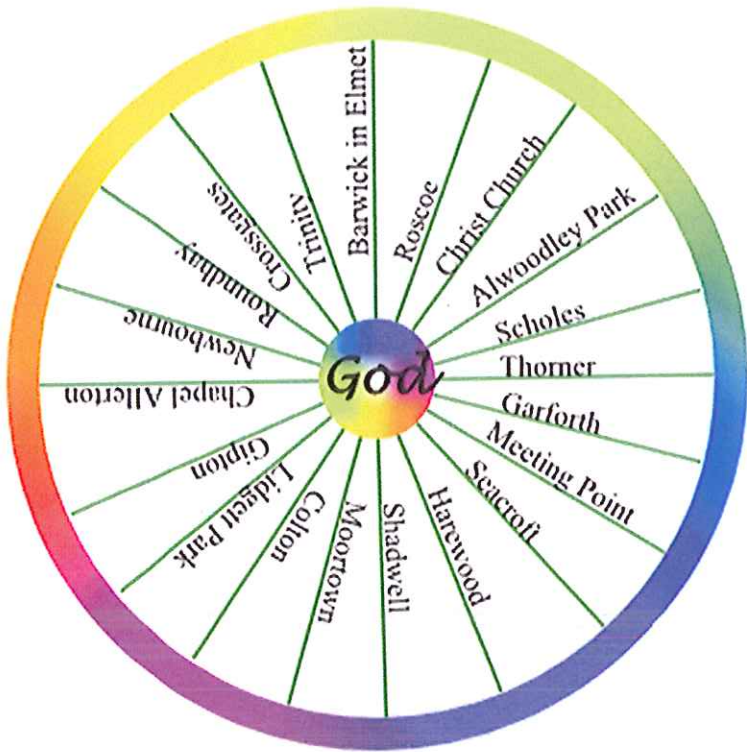 God
Barwick in Elmet
Roscoe
Christ Church
Alwoodley Park
Scholes
Thorner
Garforth
Meeting Point
Seacroft
Harewood
Shadwell
Moortown
Colton
Lidgett Park
Gipton
Chapel Allerton
Newbourne
Roundhay
Crossgates
Trinity